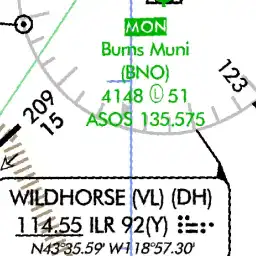 MON
Burns Muni
(BNO)
4148 Ⓛ 51
ASOS 135.575
123
209
15
WILDHORSE (VL) (DH)
114.55 ILR 92(Y)
N43°35.59' W118°57.30'